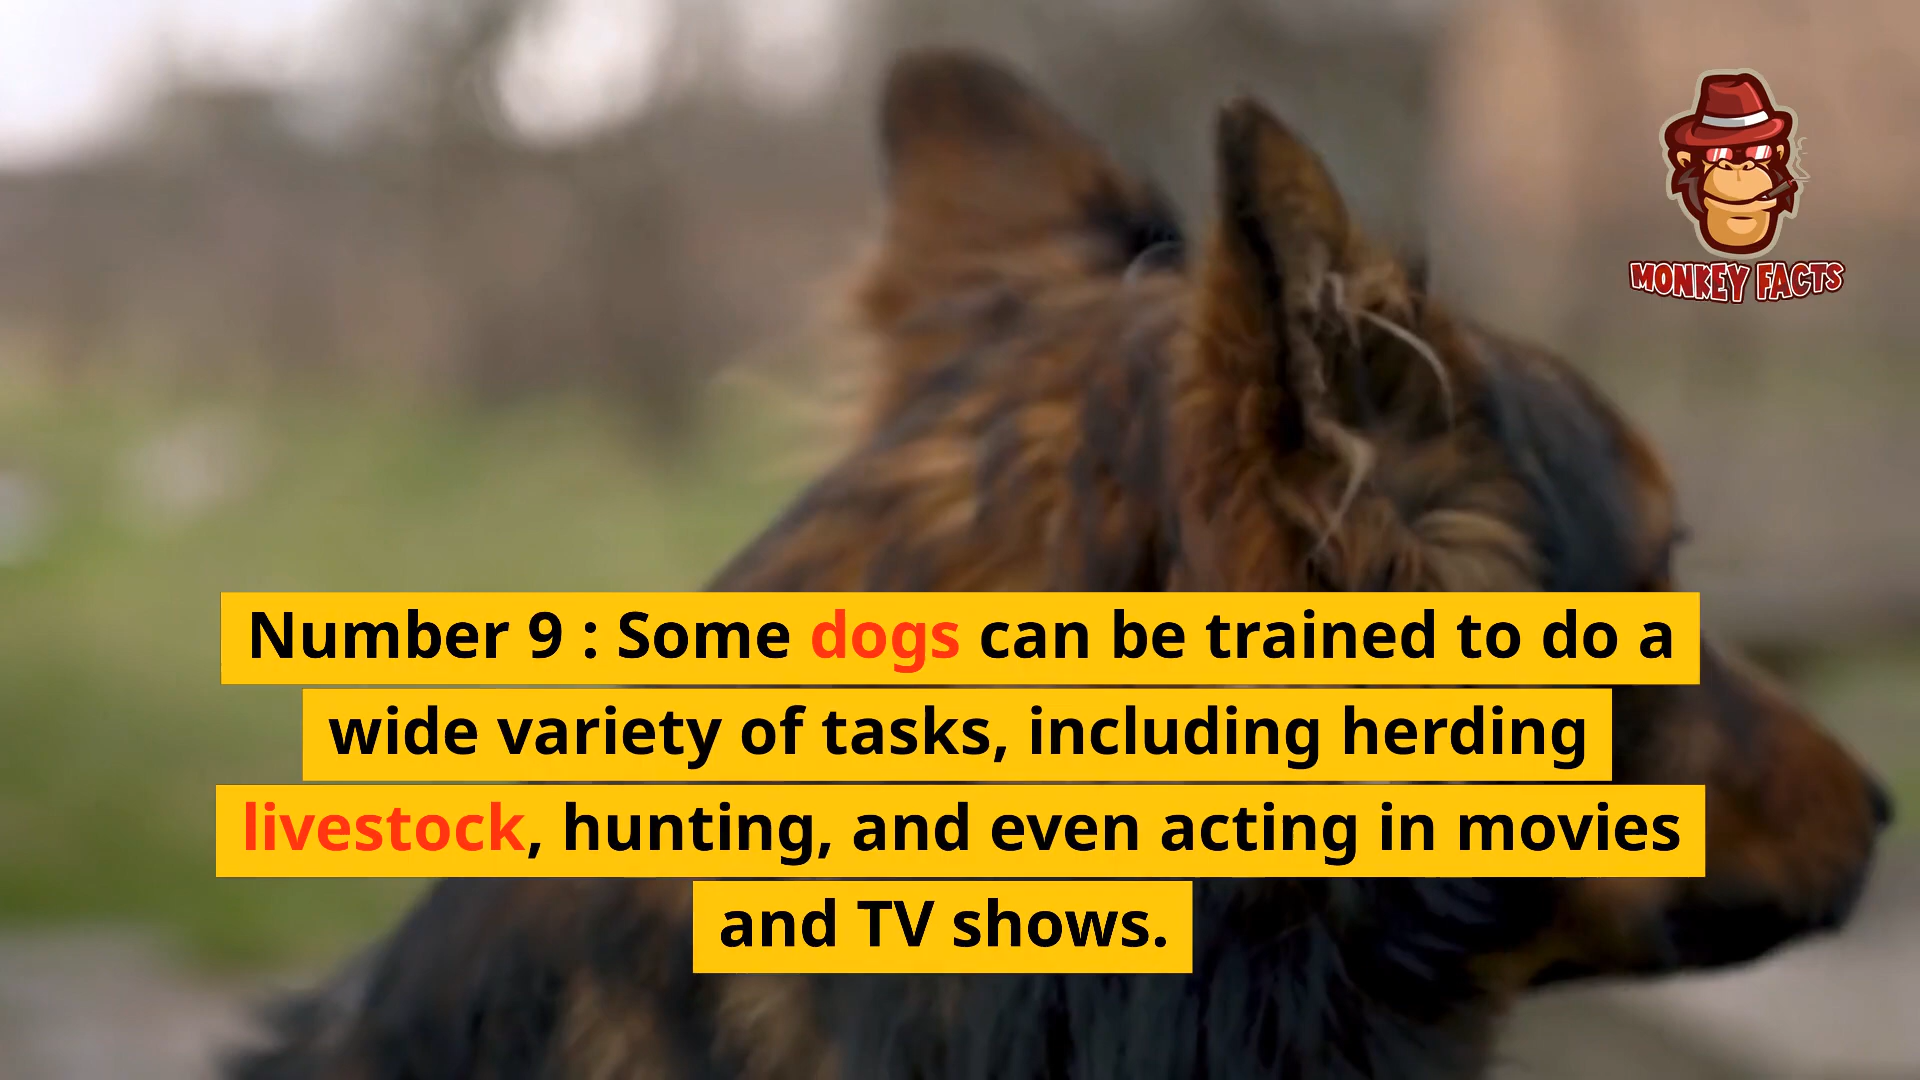 MONKEY FACTS
Number 9 : Some dogs can be trained to do a
wide variety of tasks, including herding
livestock, hunting, and even acting in movies
and TV shows.